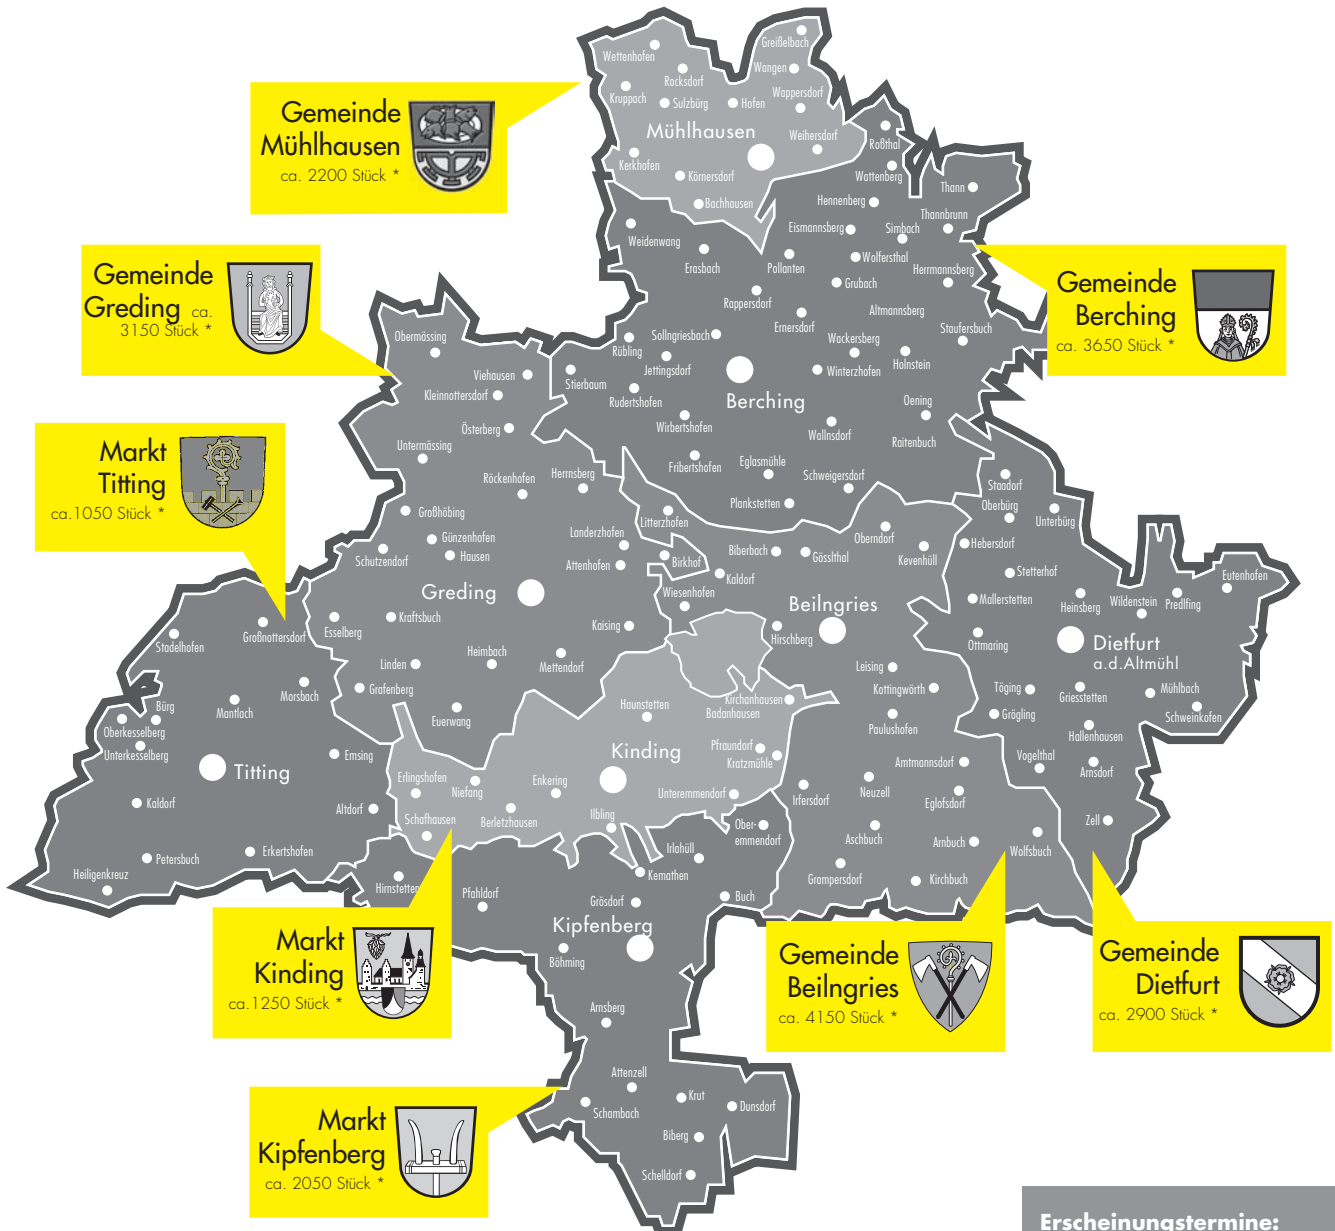 Greißelbach
Wettenhofen
Wangen
Rocksdorf
Kruppach
Wappersdorf
Sulzbürg
Hofen
Gemeinde
Mühlhausen
ca. 2200 Stück *
Mühlhausen
Weihersdorf
Roßthal
Kerkhofen
Körnersdorf
Wattenberg
Thann
Bachhausen
Hennenberg
Thannbrunn
Weidenwang
Eismannsberg
Simbach
Erasbach
Pollanten
Wolfersthal
Herrmannsberg
Grubach
Gemeinde
Berching
ca. 3650 Stück *
Gemeinde
Greding ca.
3150 Stück *
Rappersdorf
Altmannsberg
Ernersdorf
Staufersbuch
Obermässing
Sollngriesbach
Wackersberg
Rübling
Jettingsdorf
Holnstein
Viehausen
Stierbaum
Winterzhofen
Kleinnottersdorf
Rudertshofen
Berching
Oening
Österberg
Wirbertshofen
Wallnsdorf
Raitenbuch
Untermässing
Markt
Titting
ca.1050 Stück *
Fribertshofen
Eglasmühle
Schweigersdorf
Röckenhofen
Herrnsberg
Staadorf
Plankstetten
Oberbürg
Unterbürg
Großhöbing
Litterzhofen
Günzenhofen
Landerzhofen
Oberndorf
Hebersdorf
Schutzendorf
Hausen
Attenhofen
Birkhof
Biberbach
Gösslthal
Kevenhüll
Kaldorf
Stetterhof
Eutenhofen
Greding
Wiesenhofen
Beilngries
Mallerstetten
Heinsberg
Wildenstein
Predlfing
Esselberg
Kraftsbuch
Kaising
Hirschberg
Großnottersdorf
Stadelhofen
Ottmaring
Dietfurt
a.d.Altmühl
Linden
Heimbach
Mettendorf
Leising
Morsbach
Grafenberg
Kottingwörth
Töging
Griesstetten
Mühlbach
Mantlach
Haunstetten
Kirchanhausen
Badanhausen
Bürg
Euerwang
Grögling
Schweinkofen
Oberkesselberg
Paulushofen
Hallenhausen
Unterkesselberg
Emsing
Kinding
Pfraundorf
Kratzmühle
Vogelthal
Titting
Amtmannsdorf
Arnsdorf
Erlingshofen
Niefang
Enkering
Unteremmendorf
Irfersdorf
Neuzell
Eglofsdorf
Kaldorf
Altdorf
Schafhausen
Berletzhausen
Ilbling
Ober-
emmendorf
Zell
Aschbuch
Arnbuch
Wolfsbuch
Erkertshofen
Petersbuch
Irlahüll
Heiligenkreuz
Hirnstetten
Kemathen
Grampersdorf
Kirchbuch
Pfahldorf
Grösdorf
Buch
Kipfenberg
Markt
Kinding
ca.1250 Stück *
Böhming
Gemeinde
Beilngries
ca. 4150 Stück *
Gemeinde
Dietfurt
ca. 2900 Stück *
Arnsberg
Attenzell
Krut
Dunsdorf
Schambach
Markt
Kipfenberg
ca. 2050 Stück *
Biberg
Schelldorf
Erscheinungstermine: